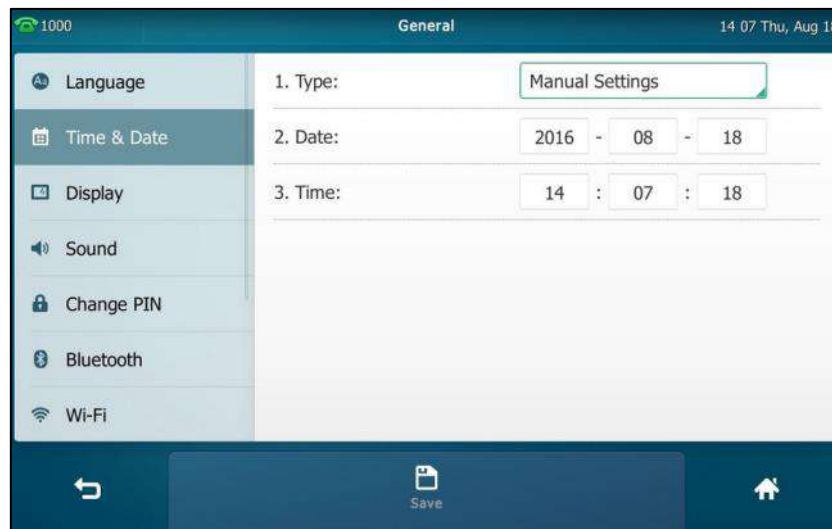 1000 General 14 07 Thu, Aug 18
Language
Time & Date
Display
Sound
Change PIN
Bluetooth
Wi-Fi
1. Type: Manual Settings
2. Date: 2016 - 08 - 18
3. Time: 14 : 07 : 18
Save